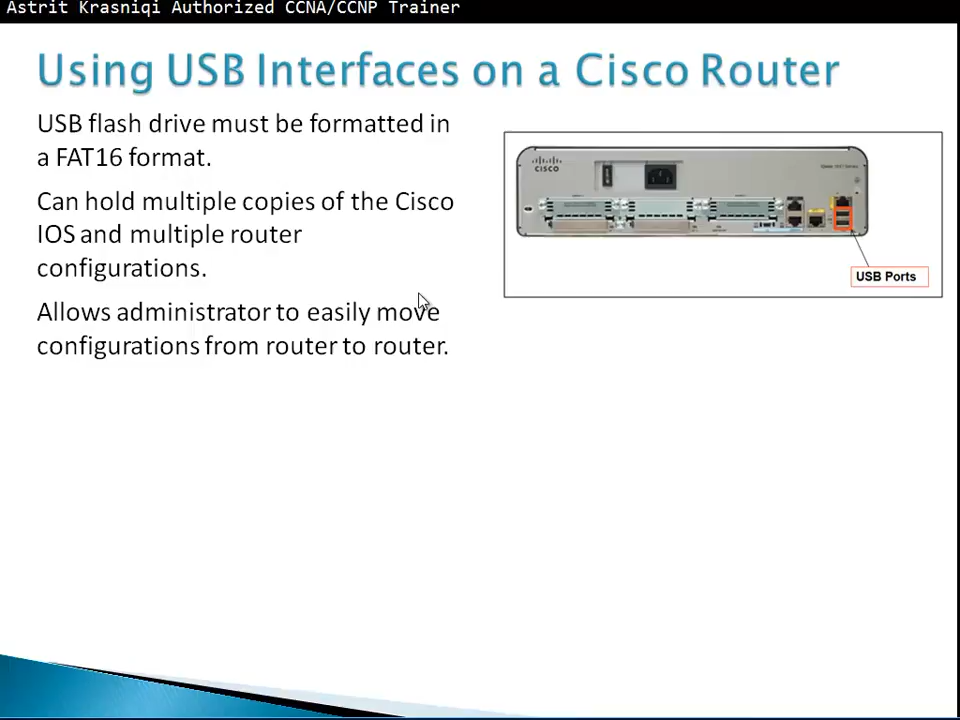 Astrit Krasniqi Authorized CCNA/CCNP Trainer
Using USB Interfaces on a Cisco Router
USB flash drive must be formatted in
a FAT16 format.
Can hold multiple copies of the Cisco
IOS and multiple router
configurations.
Allows administrator to easily move
configurations from router to router.
CISCO
USB Ports